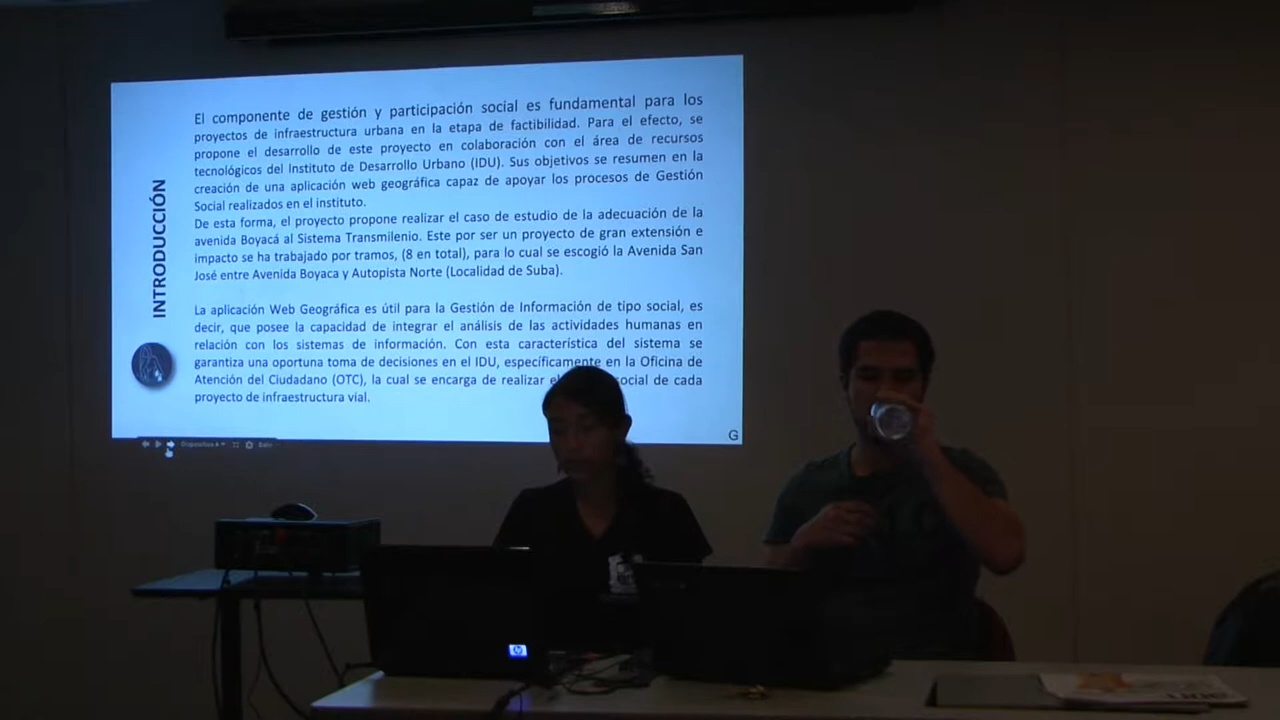 INTRODUCCIÓN
El componente de gestión y participación social es fundamental para los
proyectos de infraestructura urbana en la etapa de factibilidad. Para el efecto, se
propone el desarrollo de este proyecto en colaboración con el área de recursos
tecnológicos del Instituto de Desarrollo Urbano (IDU). Sus objetivos se resumen en la
creación de una aplicación web geográfica capaz de apoyar los procesos de Gestión
Social realizados en el instituto.
De esta forma, el proyecto propone realizar el caso de estudio de la adecuación de la
avenida Boyacá al Sistema Transmilenio. Este por ser un proyecto de gran extensión e
impacto se ha trabajado por tramos, (8 en total), para lo cual se escogió la Avenida San
José entre Avenida Boyaca y Autopista Norte (Localidad de Suba).
La aplicación Web Geográfica es útil para la Gestión de Información de tipo social, es
decir, que posee la capacidad de integrar el análisis de las actividades humanas en
relación con los sistemas de información. Con esta característica del sistema se
garantiza una oportuna toma de decisiones en el IDU, específicamente en la Oficina de
Atención del Ciudadano (OTC), la cual se encarga de realizar social de cada
proyecto de infraestructura vial.
G
hp